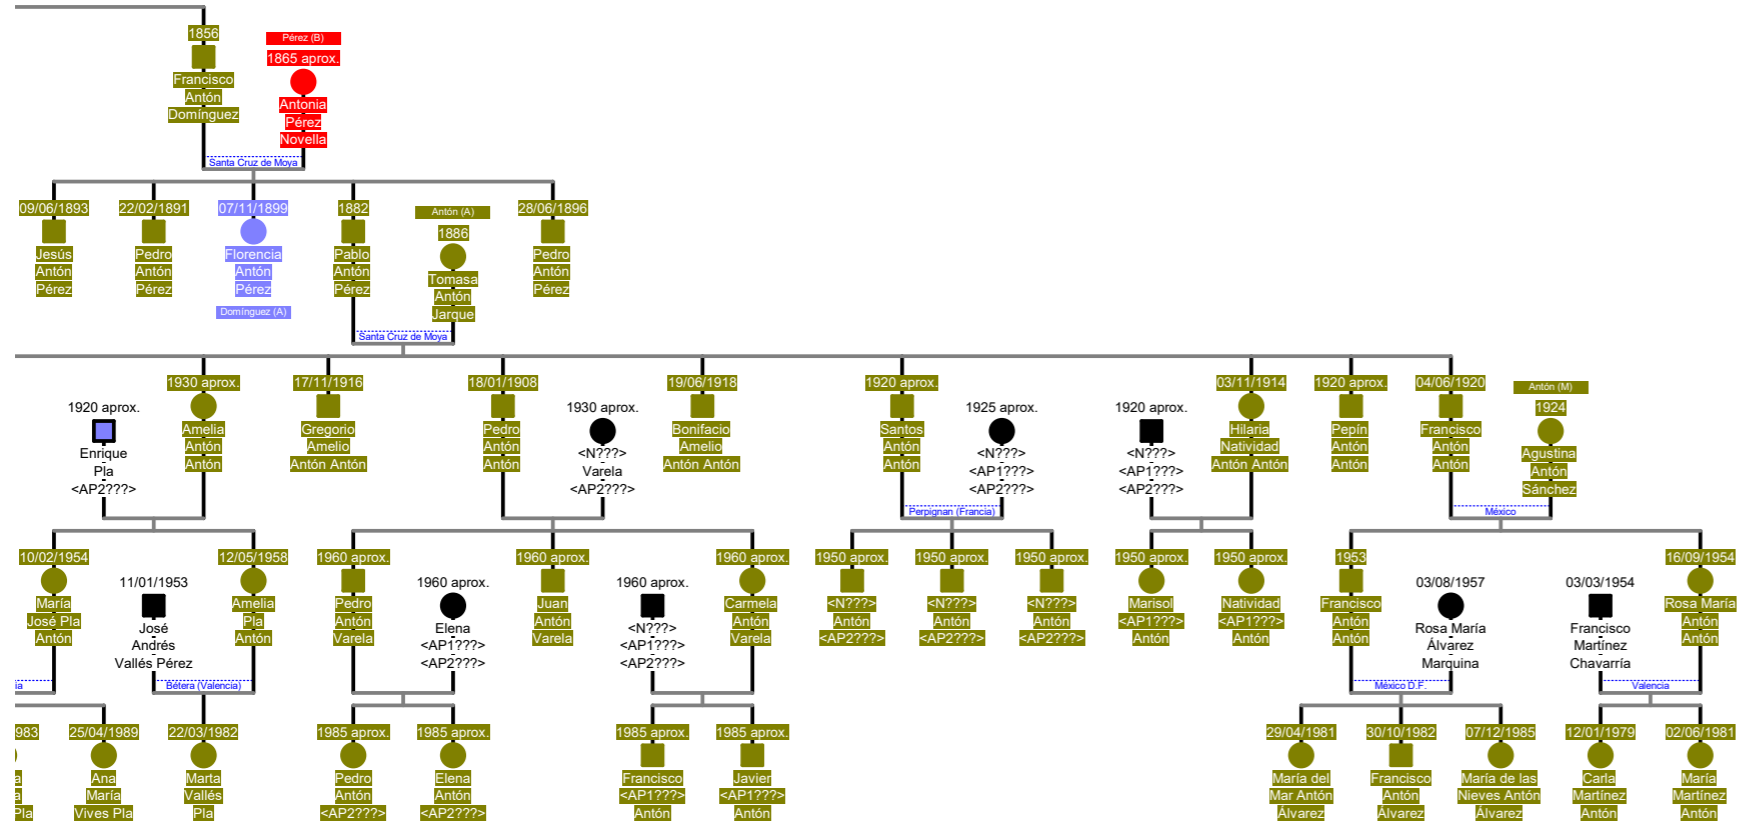 1856
Francisco
Antón
Domínguez
Pérez (B)
1865 aprox.
Antonia
Pérez
Novella
Santa Cruz de Moya
09/06/1893
Jesús
Antón
Pérez
22/02/1891
Pedro
Antón
Pérez
07/11/1899
Florencia
Antón
Pérez
Domínguez (A)
1882
Pablo
Antón
Pérez
Antón (A)
1886
Tomasa
Antón
Jarque
28/06/1896
Pedro
Antón
Pérez
Santa Cruz de Moya
1920 aprox.
Enrique
Pla
<AP2???>
1930 aprox.
Amelia
Antón
Antón
17/11/1916
Gregorio
Amelio
Antón Antón
18/01/1908
Pedro
Antón
Antón
1930 aprox.
<N???>
Varela
<AP2???>
19/06/1918
Bonifacio
Amelio
Antón Antón
1920 aprox.
Santos
Antón
Antón
1925 aprox.
<N???>
<AP1???>
<AP2???>
Perpignan (Francia)
1920 aprox.
<N???>
<AP1???>
<AP2???>
03/11/1914
Hilaria
Natividad
Antón Antón
1920 aprox.
Pepín
Antón
Antón
04/06/1920
Francisco
Antón
Antón
Antón (M)
1924
Agustina
Antón
Sánchez
México
10/02/1954
María
José Pla
Antón
ia
11/01/1953
José
Andrés
Vallés Pérez
12/05/1958
Amelia
Pla
Antón
Bétera (Valencia)
1960 aprox.
Pedro
Antón
Varela
1960 aprox.
Elena
<AP1???>
<AP2???>
1960 aprox.
Juan
Antón
Varela
1960 aprox.
<N???>
<AP1???>
<AP2???>
1960 aprox.
Carmela
Antón
Varela
1950 aprox.
<N???>
Antón
<AP2???>
1950 aprox.
<N???>
Antón
<AP2???>
1950 aprox.
<N???>
Antón
<AP2???>
1950 aprox.
Marisol
<AP1???>
Antón
1950 aprox.
Natividad
<AP1???>
Antón
1953
Francisco
Antón
Antón
03/08/1957
Rosa María
Álvarez
Marquina
México D.F.
03/03/1954
Francisco
Martínez
Chavarría
16/09/1954
Rosa María
Antón
Antón
Valencia
983
a
a
Pla
25/04/1989
Ana
María
Vives Pla
22/03/1982
Marta
Vallés
Pla
1985 aprox.
Pedro
Antón
<AP2???>
1985 aprox.
Elena
Antón
<AP2???>
1985 aprox.
Francisco
<AP1???>
Antón
1985 aprox.
Javier
<AP1???>
Antón
29/04/1981
María del
Mar Antón
Álvarez
30/10/1982
Francisco
Antón
Álvarez
07/12/1985
María de las
Nieves Antón
Álvarez
12/01/1979
Carla
Martínez
Antón
02/06/1981
María
Martínez
Antón